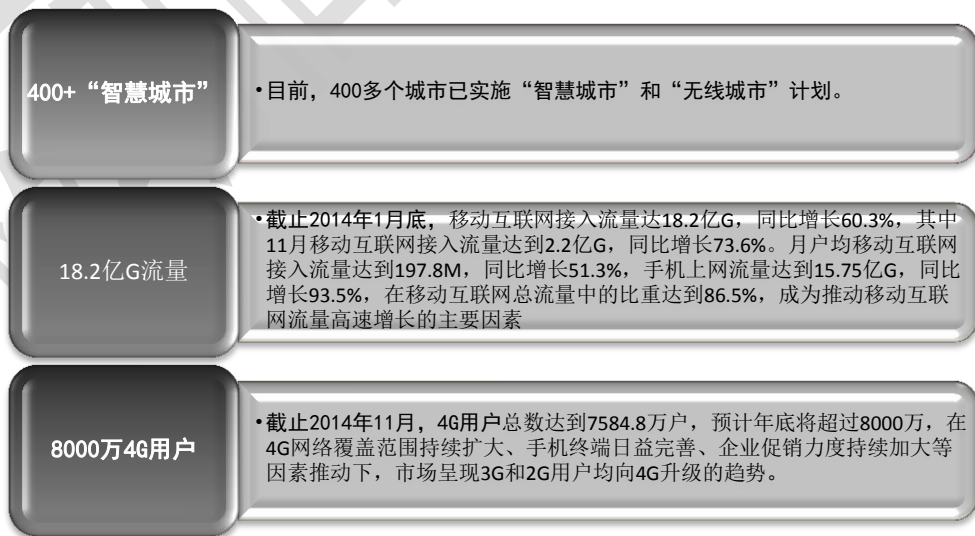 400+“智慧城市”
•目前，400多个城市已实施“智慧城市”和“无线城市”计划。
18.2亿G流量
•截止2014年1月底，移动互联网接入流量达18.2亿G，同比增长60.3%，其中
11月移动互联网接入流量达到2.2亿G，同比增长73.6%。月户均移动互联网
接入流量达到197.8M，同比增长51.3%，手机上网流量达到15.75亿G，同比
增长93.5%，在移动互联网总流量中的比重达到86.5%，成为推动移动互联
网流量高速增长的主要因素
8000万4G用户
•截止2014年11月，4G用户总数达到7584.8万户，预计年底将超过8000万，在
4G网络覆盖范围持续扩大、手机终端日益完善、企业促销力度持续加大等
因素推动下，市场呈现3G和2G用户均向4G升级的趋势。